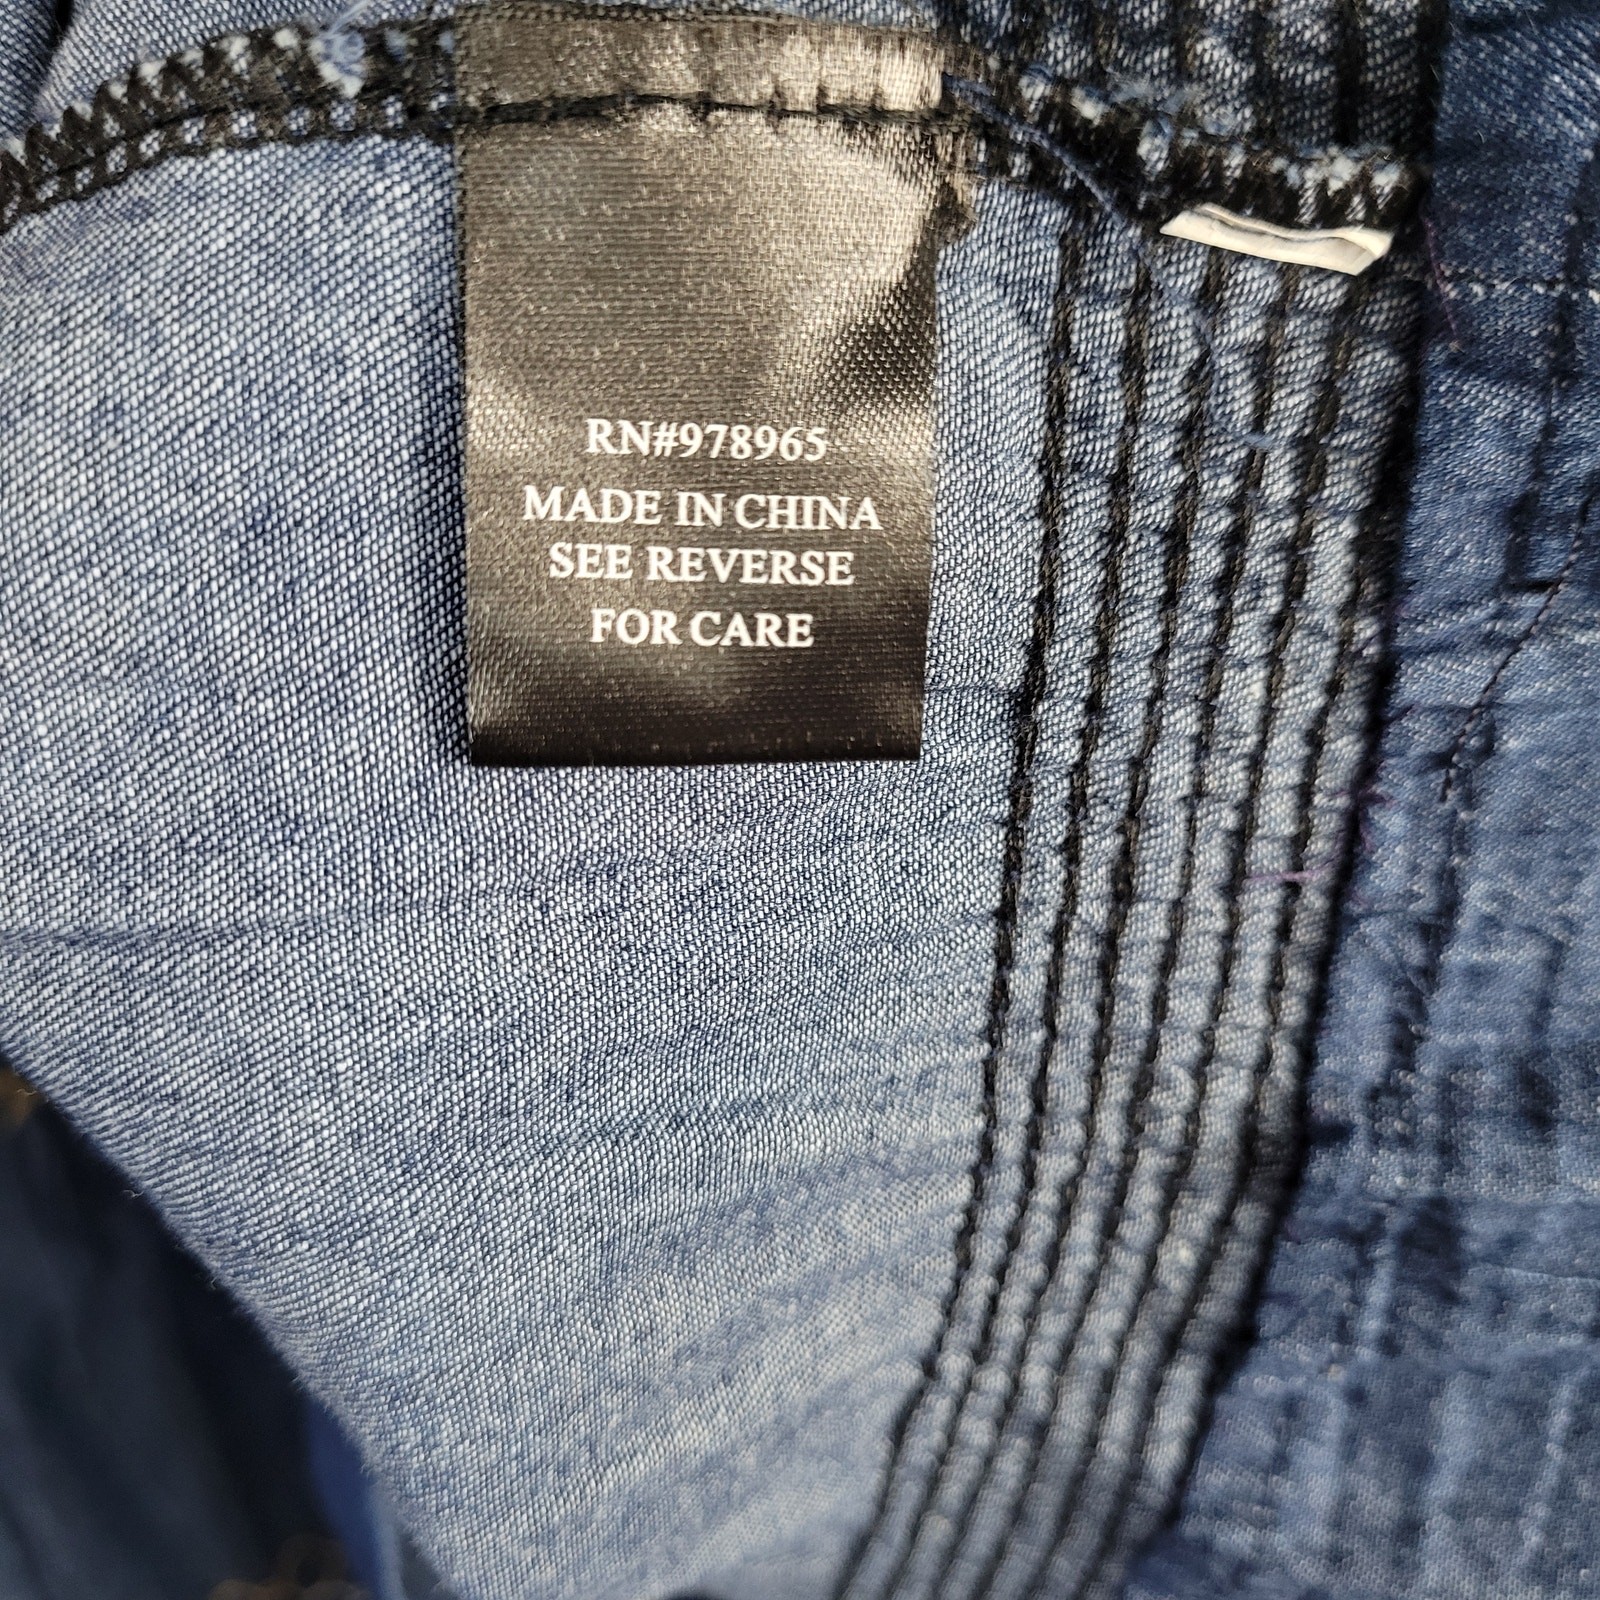 RN#978965
MADE IN CHINA
SEE REVERSE
FOR CARE